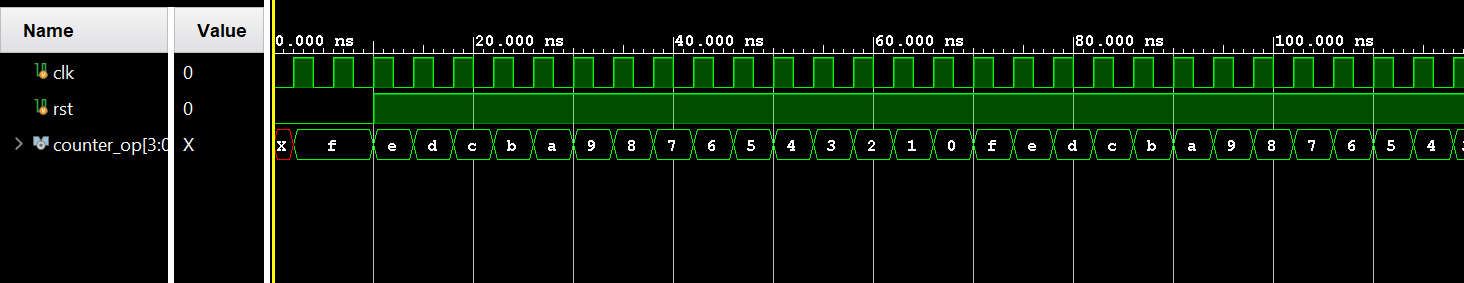 Name Value
0.000 ns 20.000 ns 40.000 ns 60.000 ns 80.000 ns 100.000 ns
clk 0
rst 0
counter_op[3:0 X X f e d c b a 9 8 7 6 5 4 3 2 1 0 f e d c b a 9 8 7 6 5 4